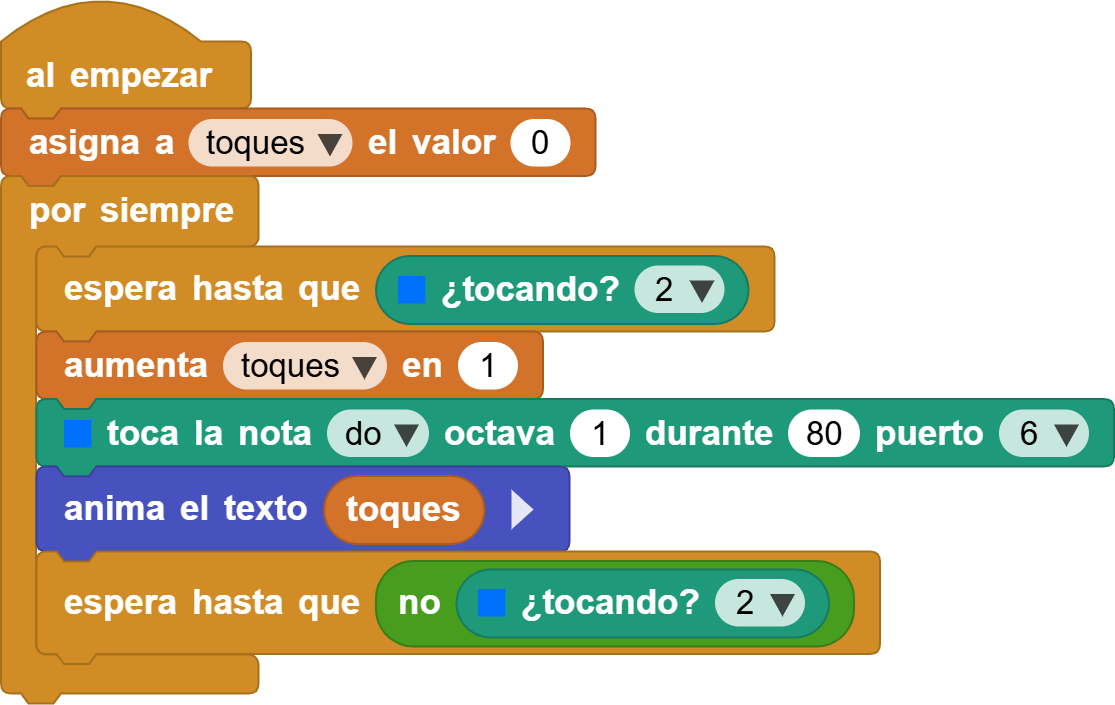 al empezar
asigna a toques el valor 0
por siempre
espera hasta que ¿tocando? 2
aumenta toques en 1
toca la nota do octava 1 durante 80 puerto 6
anima el texto toques
espera hasta que no ¿tocando? 2